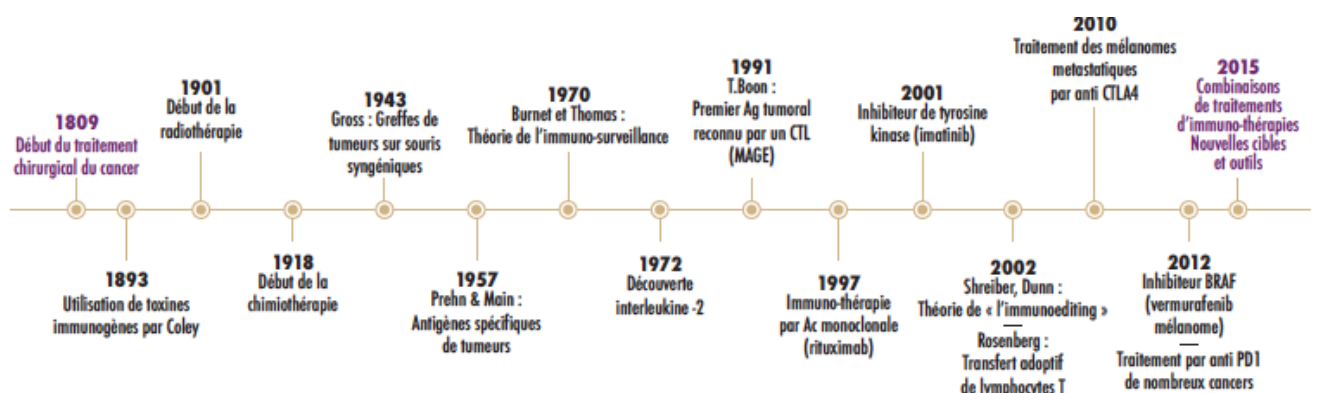 1809
Début du traitement
chirurgical du cancer
1893
Utilisation de toxines
immunogènes par Coley
1901
Début de la
radiothérapie
1918
Début de la
chimiothérapie
1943
Gross : Greffes de
tumeurs sur souris
syngéniques
1957
Prehn & Main :
Antigènes spécifiques
de tumeurs
1970
Burnet et Thomas :
Théorie de l'immuno-surveillance
1972
Découverte
interleukine -2
1991
T.Boon :
Premier Ag tumoral
reconnu par un CTL
(MAGE)
1997
Immuno-thérapie
par Ac monoclonale
(rituximab)
2001
Inhibiteur de tyrosine
kinase (imatinib)
2002
Shreiber, Dunn :
Théorie de « l'immunoediting »
Rosenberg :
Transfert adoptif
de lymphocytes T
2010
Traitement des mélanomes
metastatiques
par anti CTLA4
2012
Inhibiteur BRAF
(vermurafenib
mélanome)
Traitement par anti PD1
de nombreux cancers
2015
Combinaisons
de traitements
d'immuno-thérapies
Nouvelles cibles
et outils